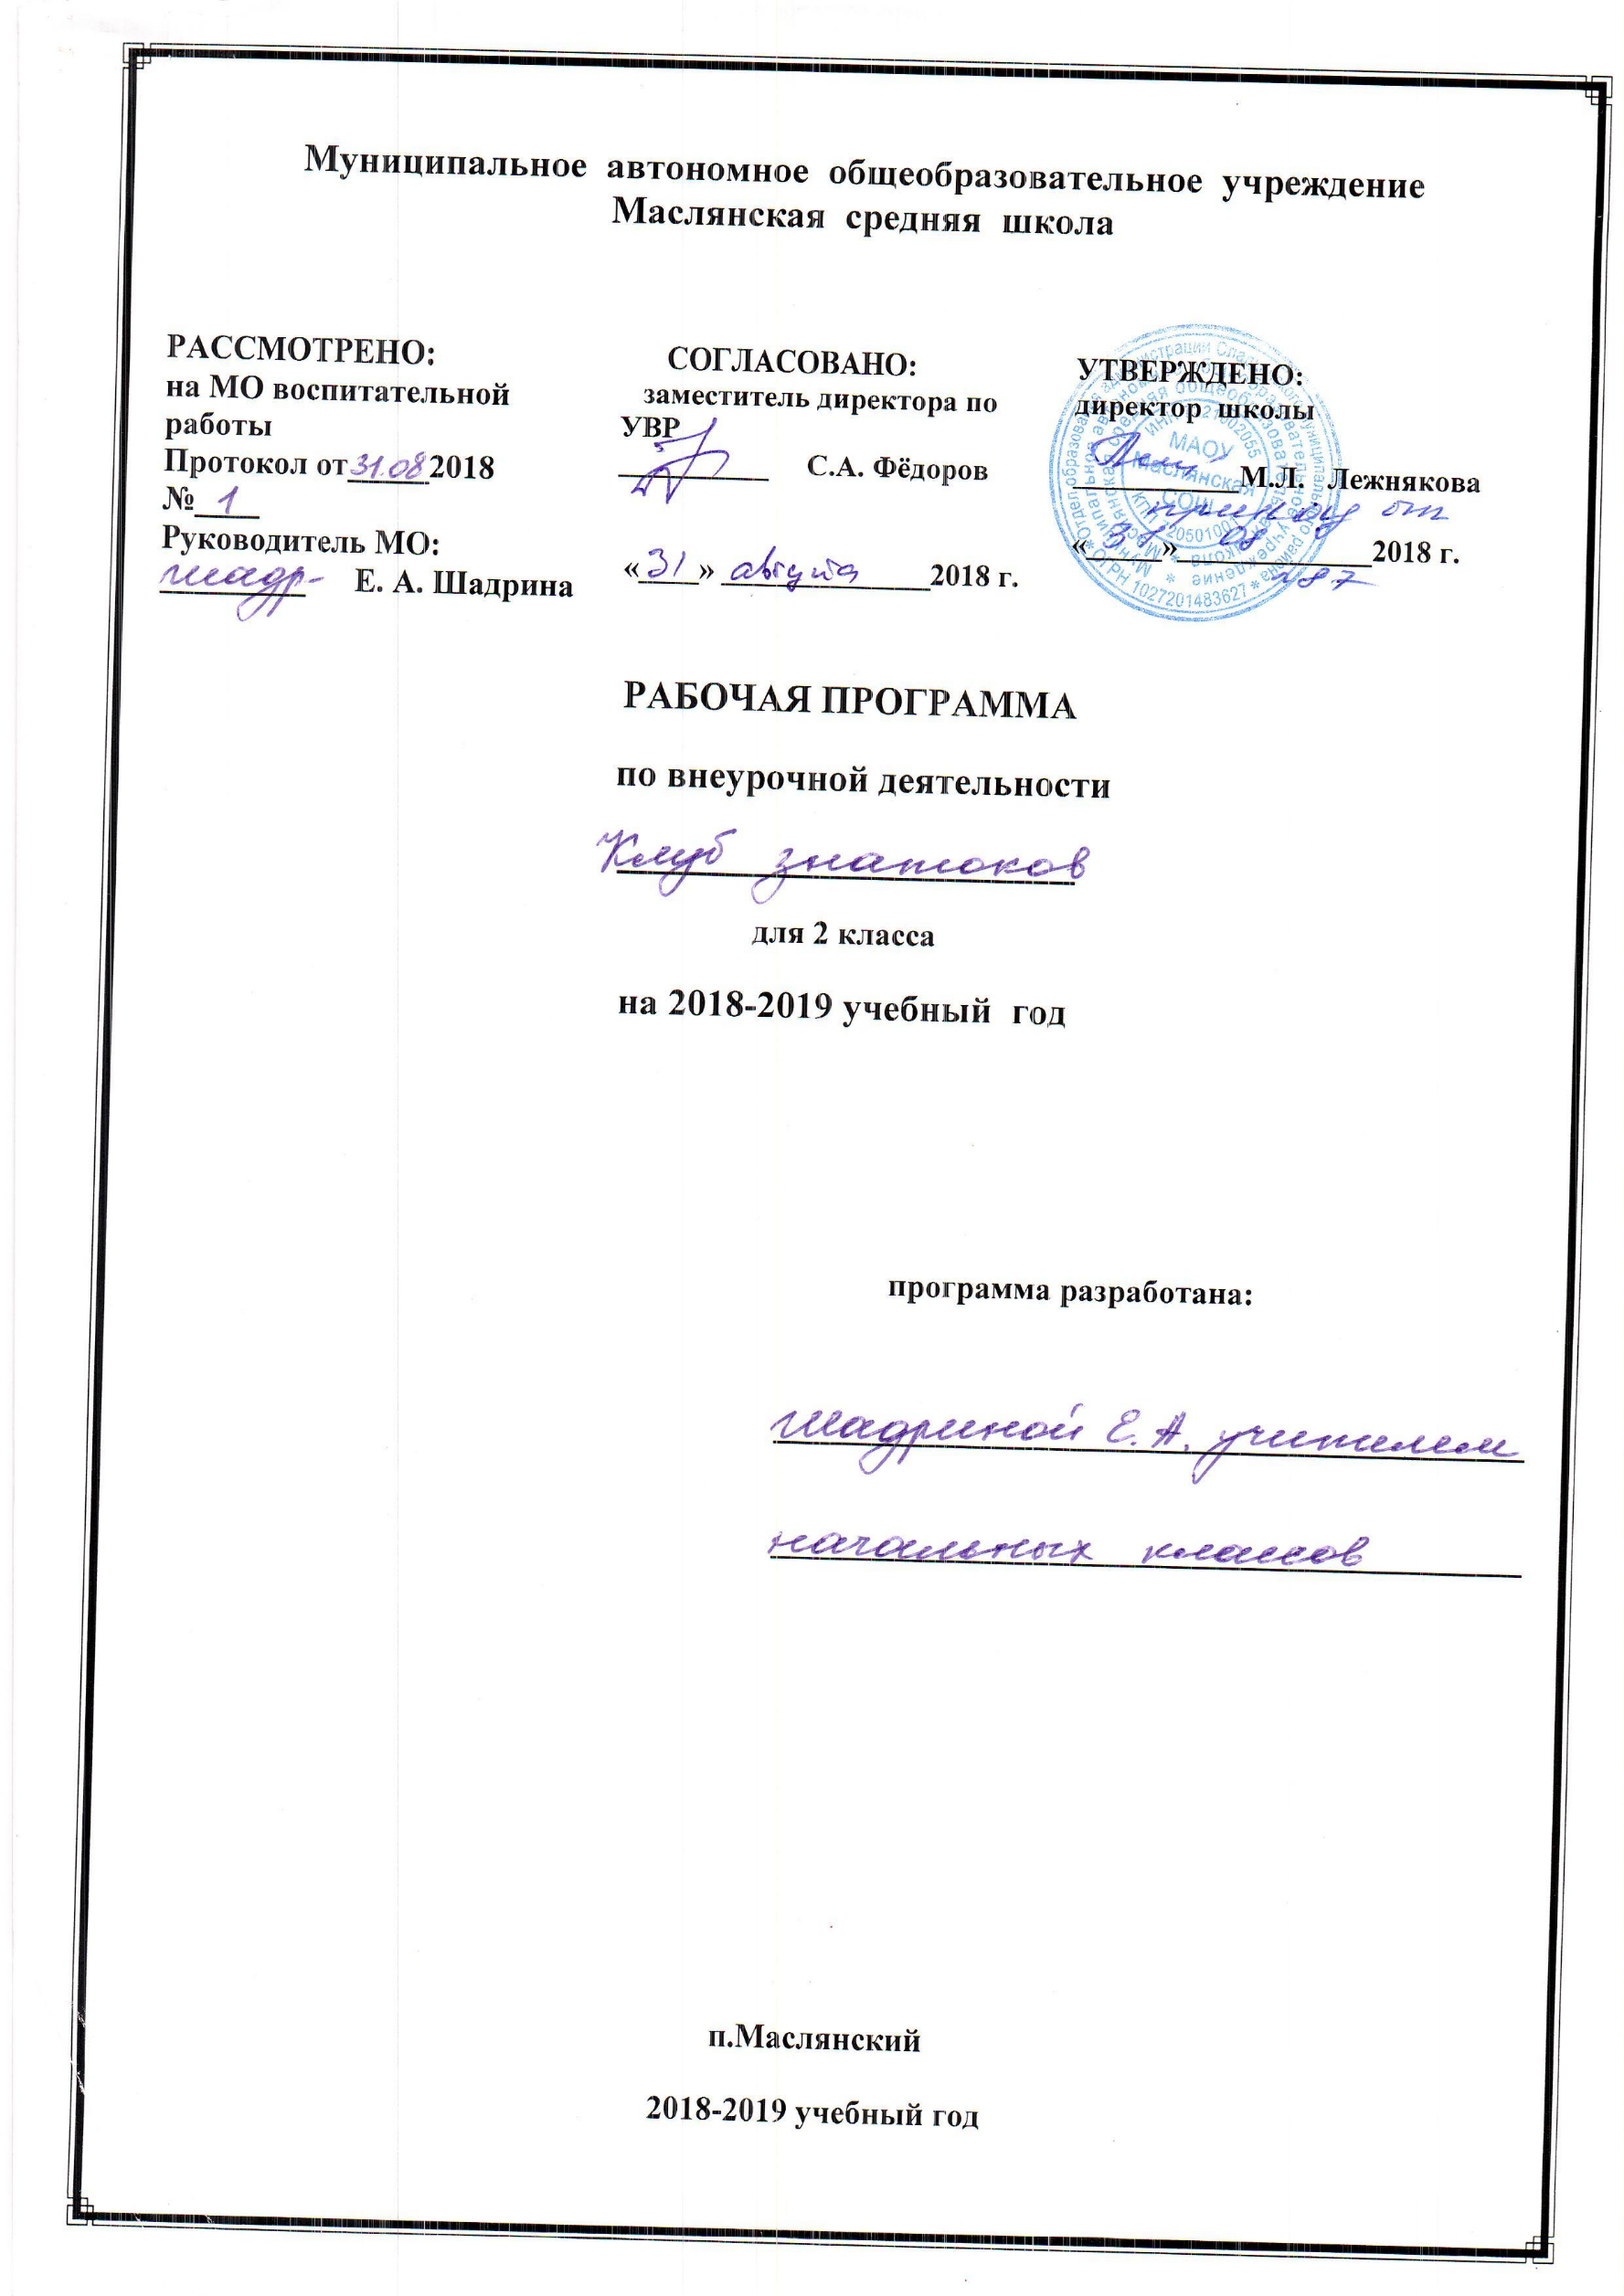 Муниципальное автономное общеобразовательное учреждение
Маслянская средняя школа
РАССМОТРЕНО:
на МО воспитательной
работы
Протокол от 31.08 2018
№ 1
Руководитель МО:
Шадр- Е. А. Шадрина
СОГЛАСОВАНО:
заместитель директора по
УВР
С.А. Фёдоров
«31» августа 2018 г.
УТВЕРЖДЕНО:
директор школы
М.Л. Лежнякова
приказ от
«31» 08 2018 г.
287
МАОУ
Маслянская
СОШ
ОГРН 1027201483627
РАБОЧАЯ ПРОГРАММА
по внеурочной деятельности
Клуб знатоков
для 2 класса
на 2018-2019 учебный год
программа разработана:
Шадриной Е. А. учителем
начальных классов
п.Маслянский
2018-2019 учебный год